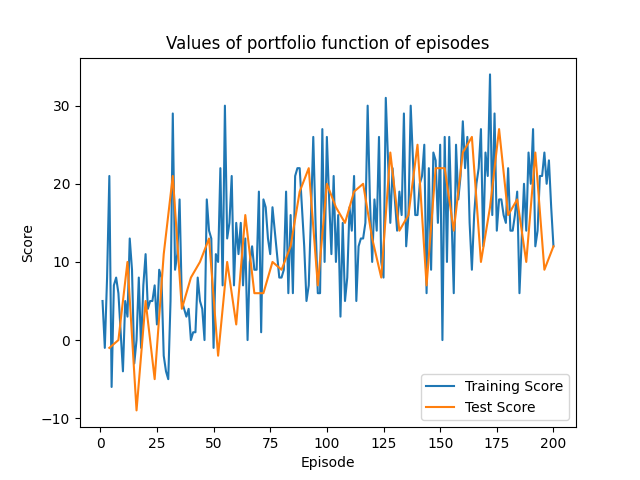 Values of portfolio function of episodes
Score
30
20
10
0
−10
Training Score
Test Score
0 25 50 75 100 125 150 175 200
Episode